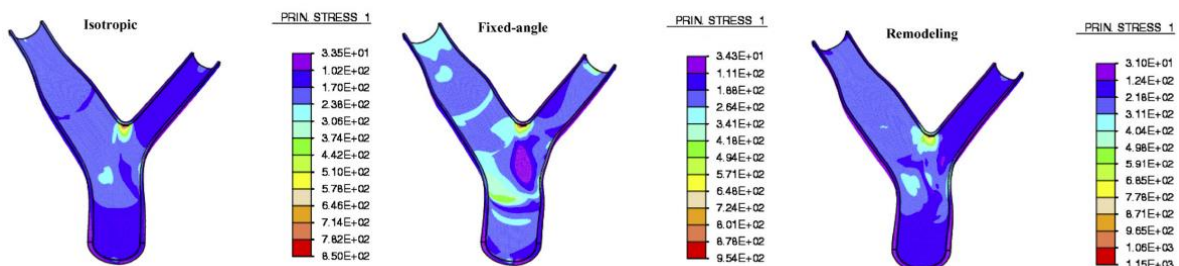 Isotropic
PRIN. STRESS 1
3.35E+01
1.02E+02
1.70E+02
2.38E+02
3.06E+02
3.74E+02
4.42E+02
5.10E+02
5.78E+02
6.46E+02
7.14E+02
7.82E+02
8.50E+02
Fixed-angle
PRIN. STRESS 1
3.43E+01
1.11E+02
1.88E+02
2.64E+02
3.41E+02
4.18E+02
4.94E+02
5.71E+02
6.48E+02
7.24E+02
8.01E+02
8.78E+02
9.54E+02
Remodeling
PRIN. STRESS 1
3.10E+01
1.24E+02
2.18E+02
3.11E+02
4.04E+02
4.98E+02
5.91E+02
6.85E+02
7.78E+02
8.71E+02
9.65E+02
1.06E+03
1.15E+03